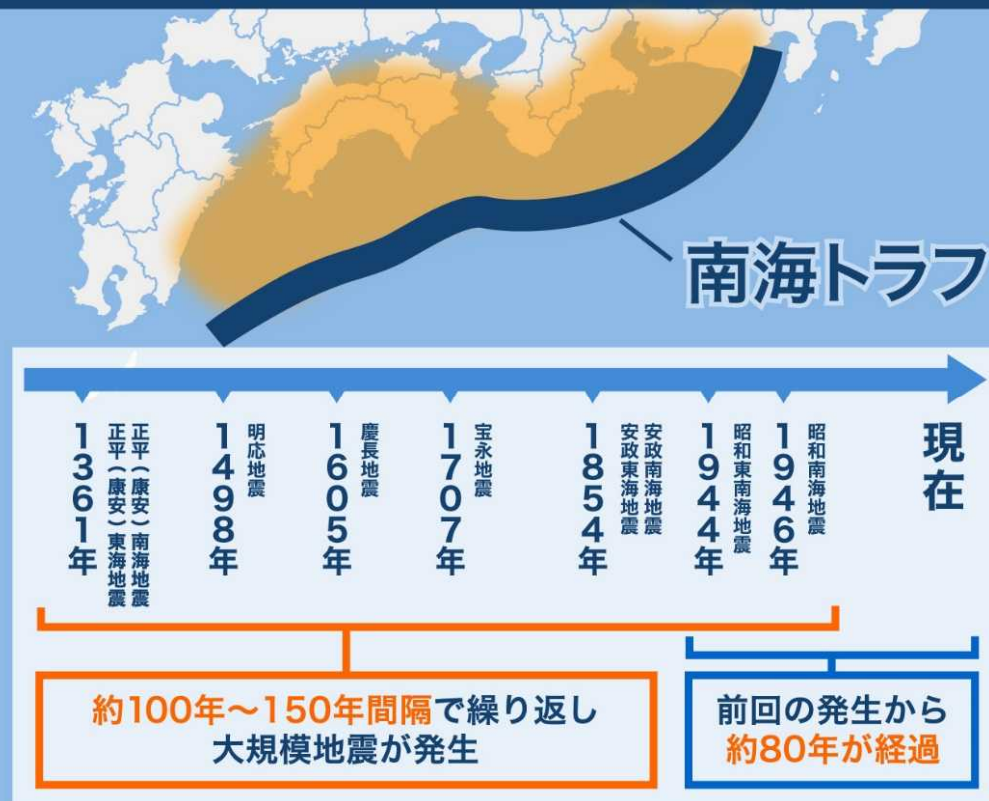 南海トラフ
1361年
正平（康安）東海地震
正平（康安）南海地震
1498年
明応地震
1605年
慶長地震
1707年
宝永地震
1854年
安政東海地震
安政南海地震
1944年
昭和東南海地震
1946年
昭和南海地震
現在
約100年～150年間隔で繰り返し
大規模地震が発生
前回の発生から
約80年が経過